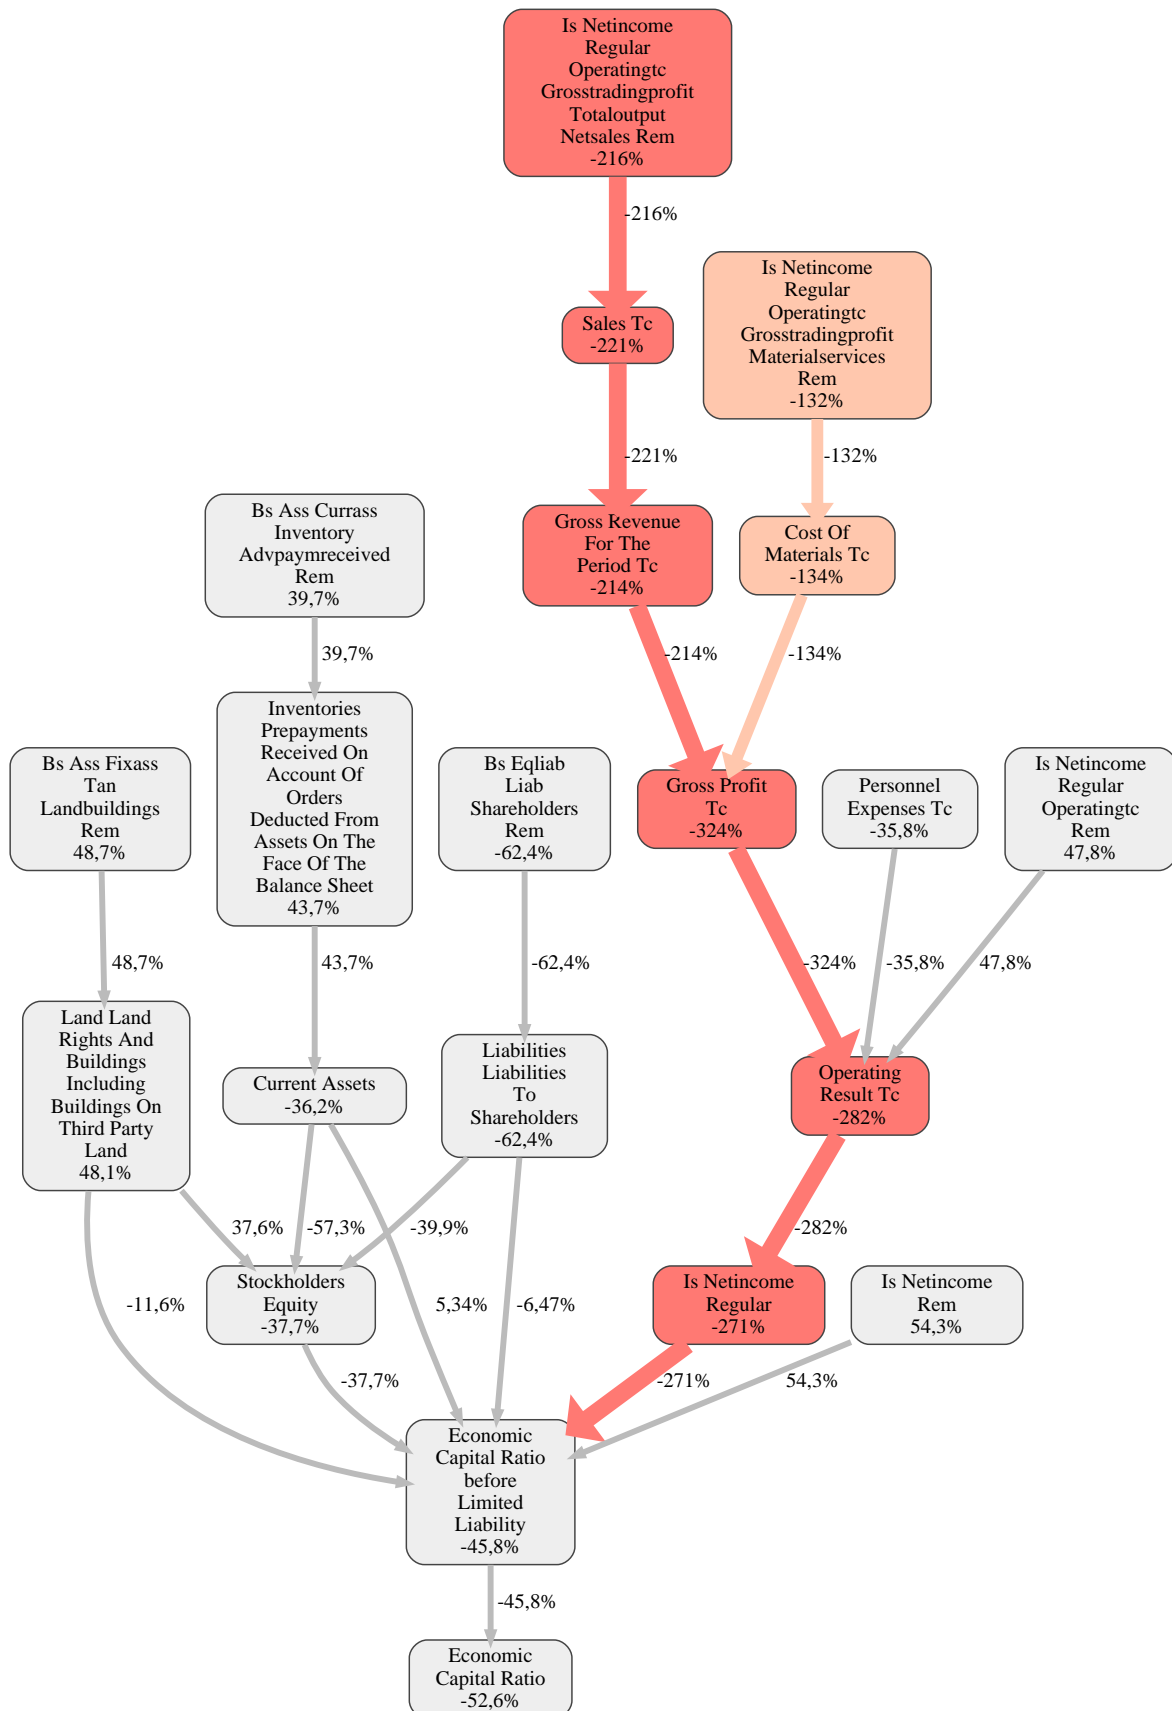 Is Netincome
Regular
Operatingtc
Grosstradingprofit
Totaloutput
Netsales Rem
-216%
-216%
Is Netincome
Regular
Operatingtc
Grosstradingprofit
Materialservices
Rem
-132%
Sales Tc
-221%
-221%
-132%
Bs Ass Currass
Inventory
Advpaymreceived
Rem
39,7%
Gross Revenue
For The
Period Tc
-214%
Cost Of
Materials Tc
-134%
39,7%
-214%
-134%
Inventories
Prepayments
Received On
Account Of
Orders
Deducted From
Assets On The
Face Of The
Balance Sheet
43,7%
Bs Ass Fixass
Tan
Landbuildings
Rem
48,7%
Bs Eqliab
Liab
Shareholders
Rem
-62,4%
Gross Profit
Tc
-324%
Personnel
Expenses Tc
-35,8%
Is Netincome
Regular
Operatingtc
Rem
47,8%
48,7%
43,7%
-62,4%
-324%
-35,8%
47,8%
Land Land
Rights And
Buildings
Including
Buildings On
Third Party
Land
48,1%
Current Assets
-36,2%
Liabilities
Liabilities
To
Shareholders
-62,4%
Operating
Result Tc
-282%
37,6%
-57,3%
-39,9%
-282%
Stockholders
Equity
-37,7%
Is Netincome
Regular
-271%
Is Netincome
Rem
54,3%
-11,6%
5,34%
-6,47%
-37,7%
-271%
54,3%
Economic
Capital Ratio
before
Limited
Liability
-45,8%
-45,8%
Economic
Capital Ratio
-52,6%